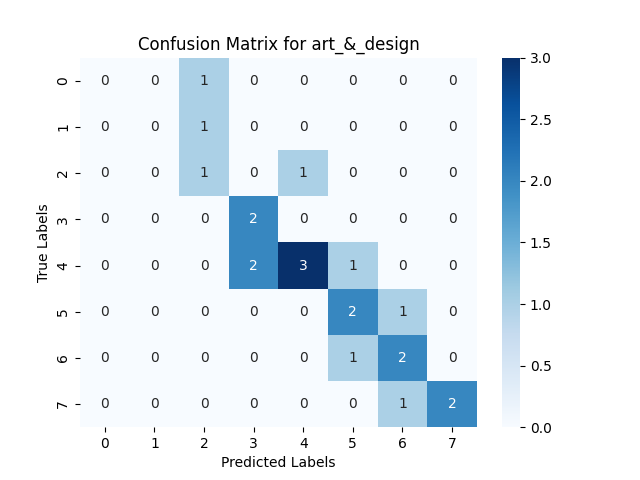 Confusion Matrix for art_&_design
0 0 0 1 0 0 0 0 0
1 0 0 1 0 0 0 0 0
2 0 0 1 0 1 0 0 0
3 0 0 0 2 0 0 0 0
4 0 0 0 2 3 1 0 0
5 0 0 0 0 0 2 1 0
6 0 0 0 0 0 1 2 0
7 0 0 0 0 0 0 1 2
0 1 2 3 4 5 6 7
Predicted Labels
True Labels
3.0
2.5
2.0
1.5
1.0
0.5
0.0